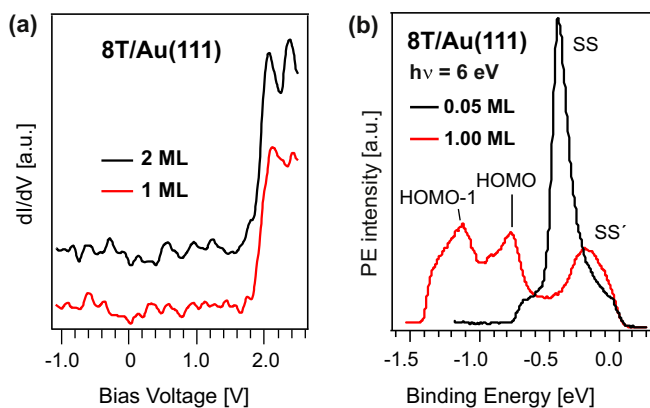 (a)
8T/Au(111)
2 ML
1 ML
dI/dV [a.u.]
-1.0
0
1.0
2.0
Bias Voltage [V]
(b)
8T/Au(111)
hν = 6 eV
0.05 ML
1.00 ML
SS
HOMO-1
HOMO
SS´
PE intensity [a.u.]
-1.5
-1.0
-0.5
0.0
Binding Energy [eV]